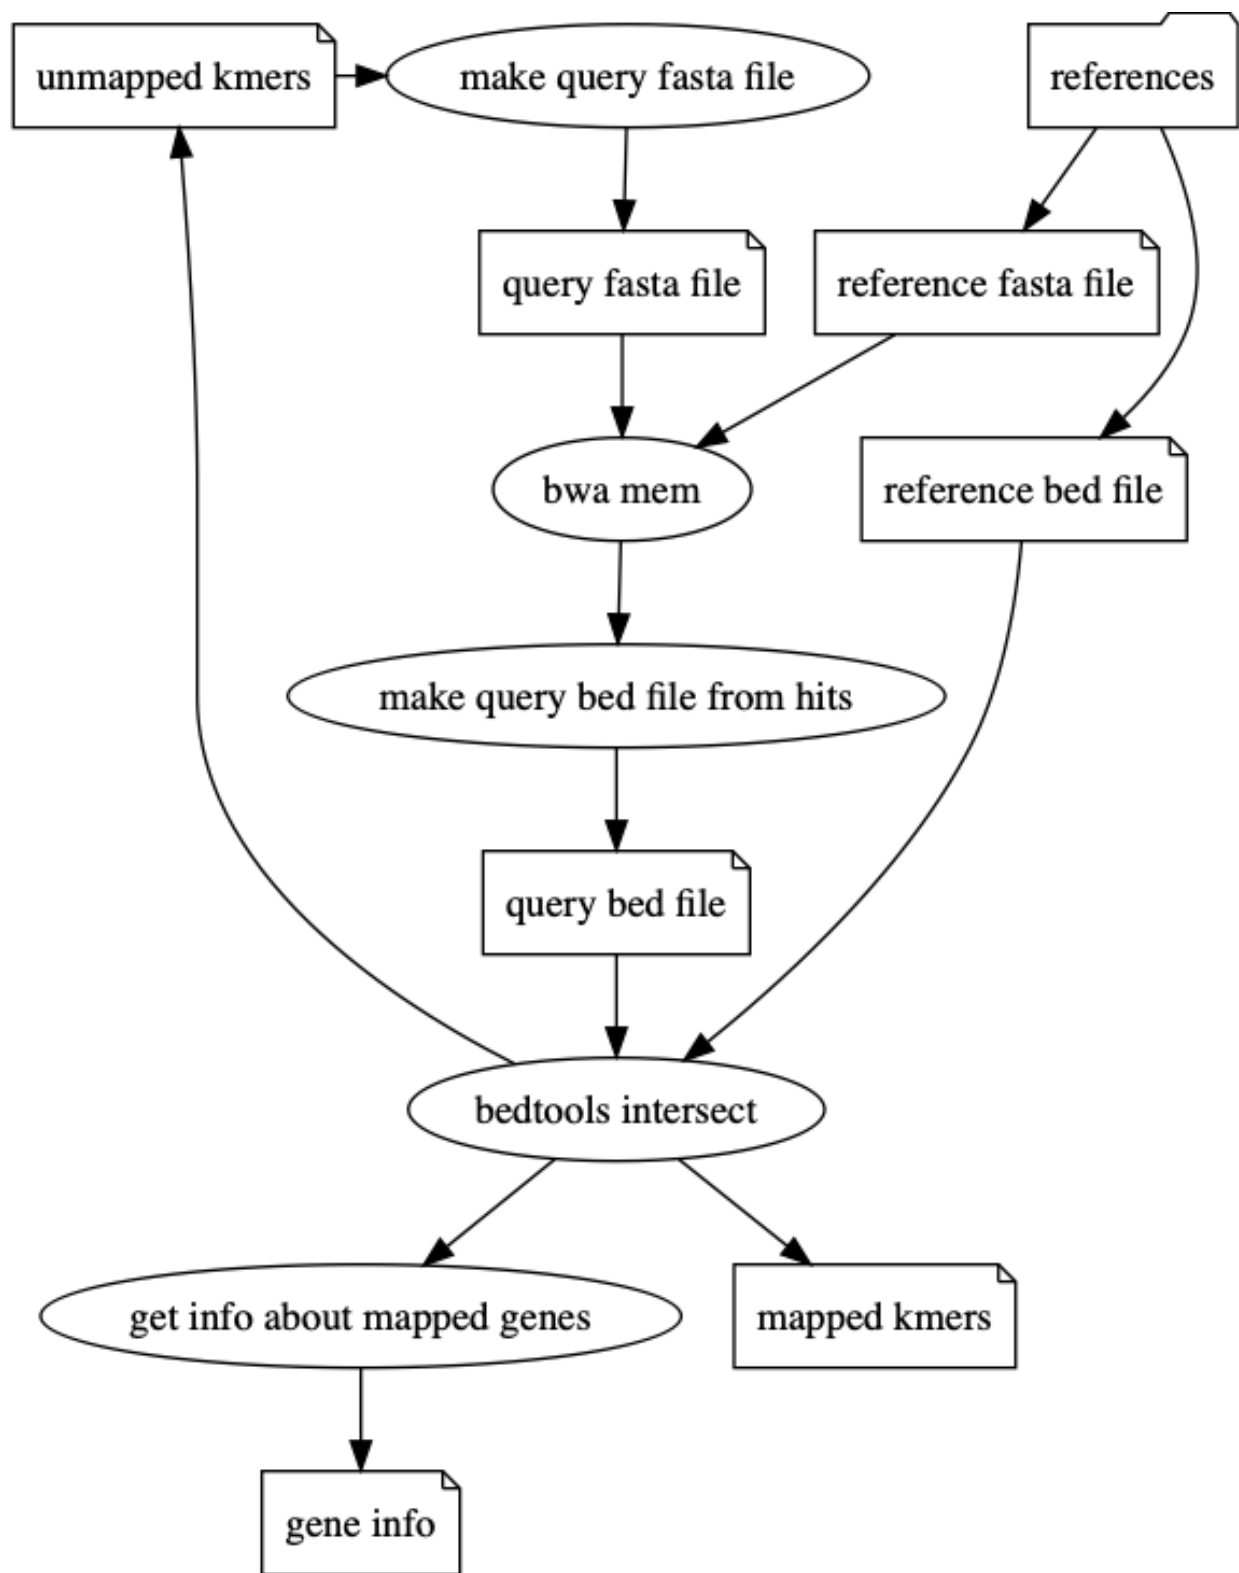 unmapped kmers
make query fasta file
references
query fasta file
reference fasta file
bwa mem
reference bed file
make query bed file from hits
query bed file
bedtools intersect
get info about mapped genes
mapped kmers
gene info